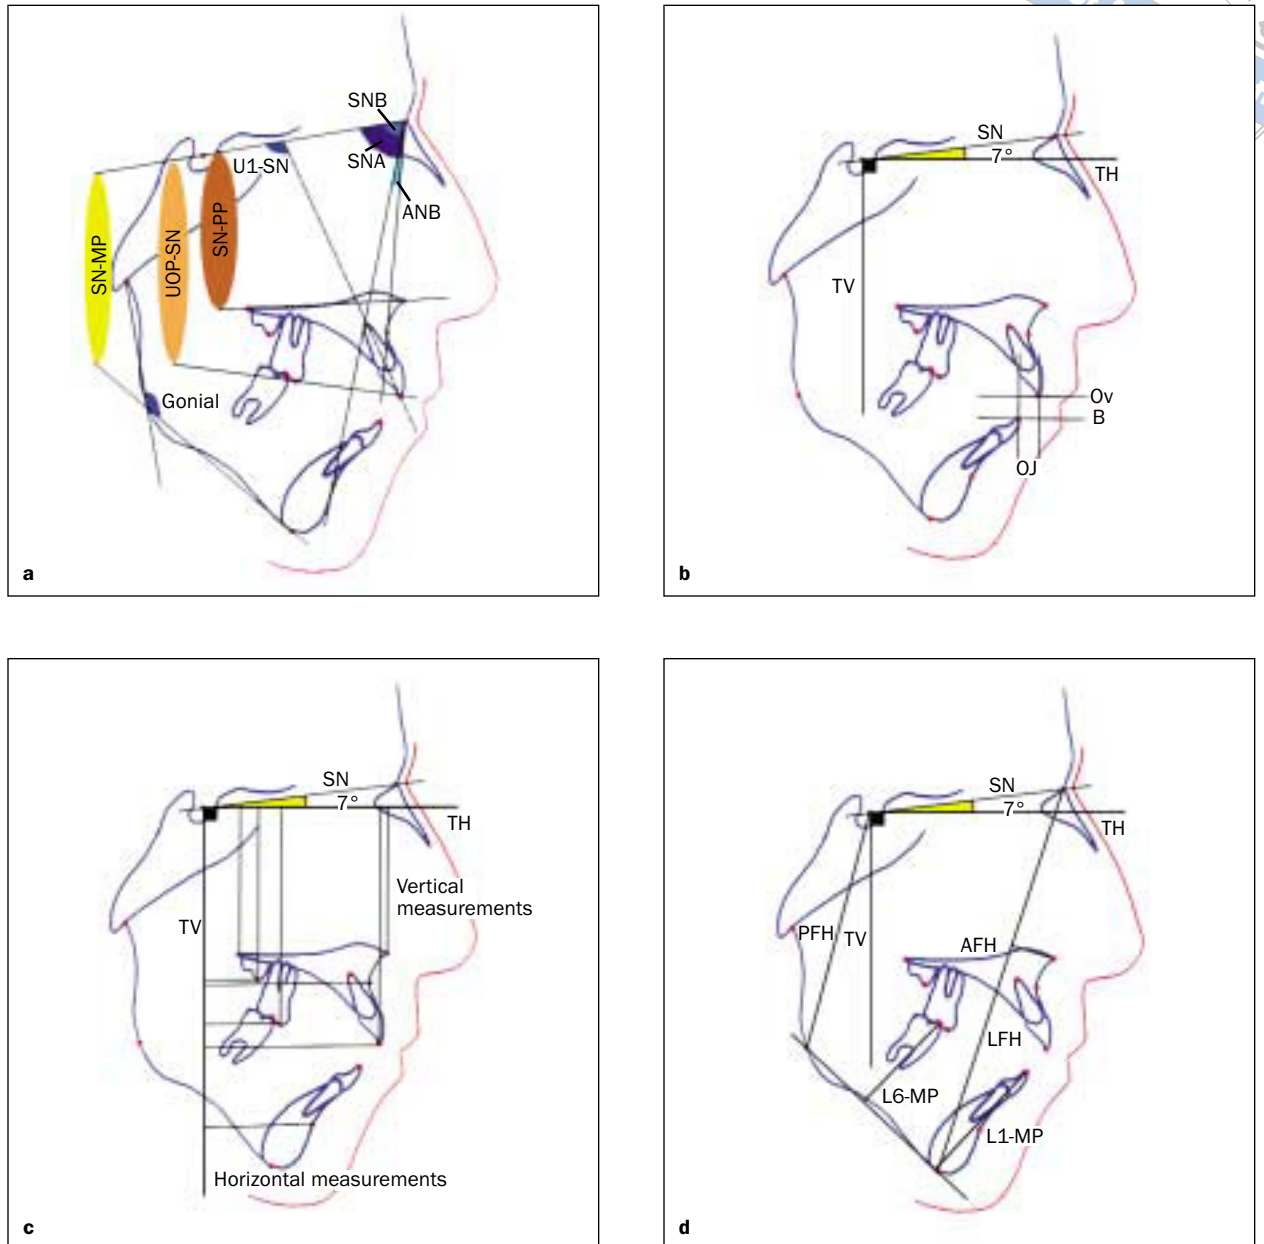 SNB
SNA
U1-SN
ANB
SN-MP
UOP-SN
SN-PP
Gonial
a
SN
7°
TH
TV
Ov
B
OJ
b
SN
7°
TH
TV
Vertical
measurements
Horizontal measurements
c
SN
7°
TH
PFH
TV
AFH
LFH
L6-MP
L1-MP
d